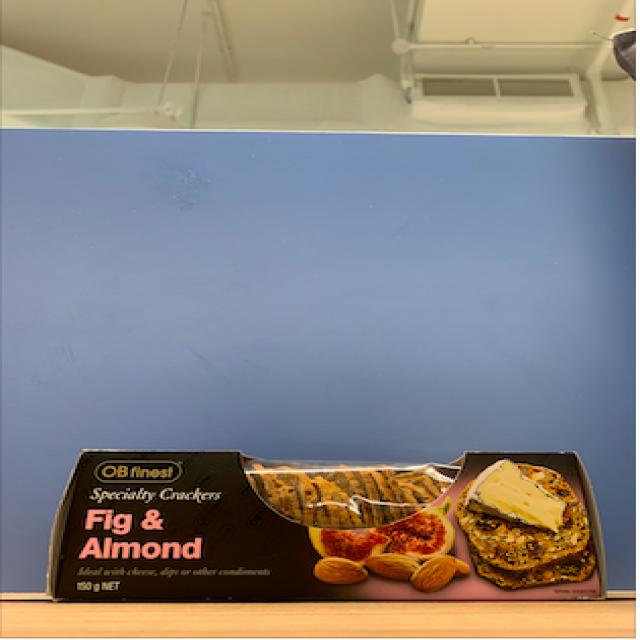 OB finest
Specialty Crackers
Fig &
Almond
Ideal with cheese, dips or other condiments
150 g NET